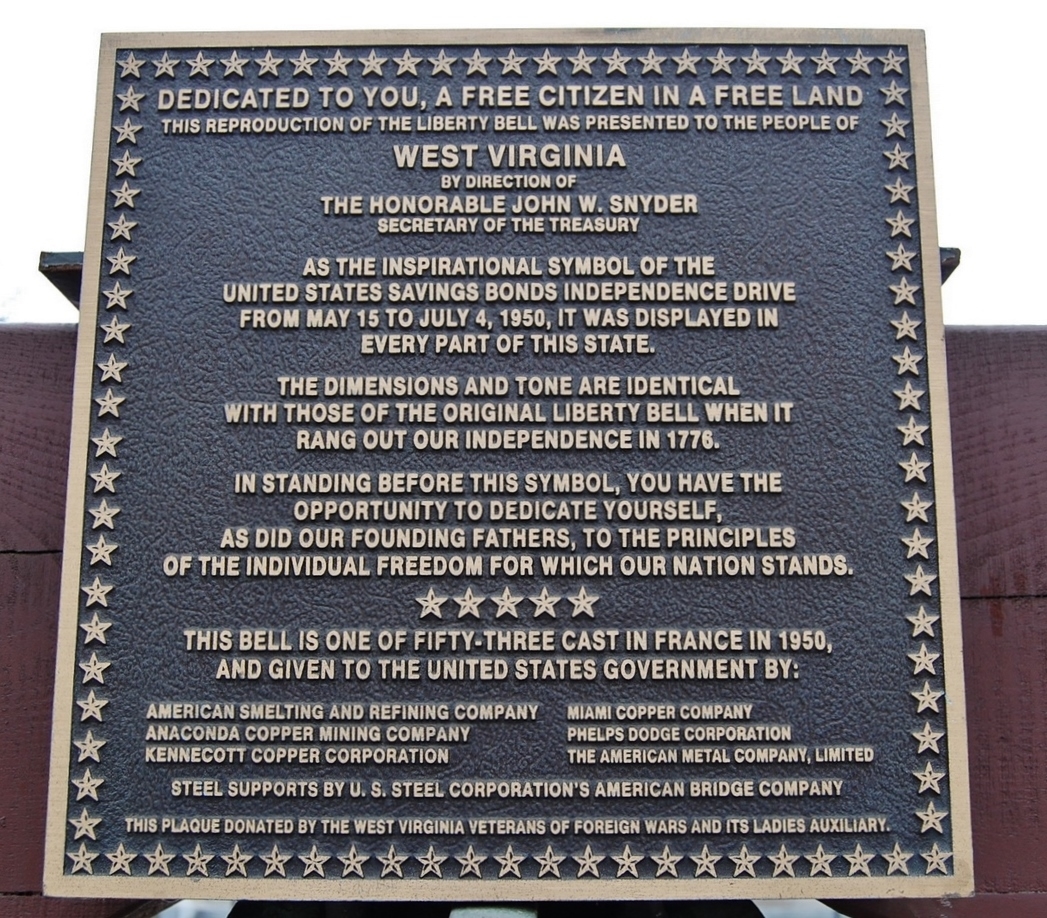 DEDICATED TO YOU, A FREE CITIZEN IN A FREE LAND
THIS REPRODUCTION OF THE LIBERTY BELL WAS PRESENTED TO THE PEOPLE OF
WEST VIRGINIA
BY DIRECTION OF
THE HONORABLE JOHN W. SNYDER
SECRETARY OF THE TREASURY
AS THE INSPIRATIONAL SYMBOL OF THE
UNITED STATES SAVINGS BONDS INDEPENDENCE DRIVE
FROM MAY 15 TO JULY 4, 1950, IT WAS DISPLAYED IN
EVERY PART OF THIS STATE.
THE DIMENSIONS AND TONE ARE IDENTICAL
WITH THOSE OF THE ORIGINAL LIBERTY BELL WHEN IT
RANG OUT OUR INDEPENDENCE IN 1776.
IN STANDING BEFORE THIS SYMBOL, YOU HAVE THE
OPPORTUNITY TO DEDICATE YOURSELF,
AS DID OUR FOUNDING FATHERS, TO THE PRINCIPLES
OF THE INDIVIDUAL FREEDOM FOR WHICH OUR NATION STANDS.
THIS BELL IS ONE OF FIFTY-THREE CAST IN FRANCE IN 1950,
AND GIVEN TO THE UNITED STATES GOVERNMENT BY:
AMERICAN SMELTING AND REFINING COMPANY
ANACONDA COPPER MINING COMPANY
KENNECOTT COPPER CORPORATION
MIAMI COPPER COMPANY
PHELPS DODGE CORPORATION
THE AMERICAN METAL COMPANY, LIMITED
STEEL SUPPORTS BY U. S. STEEL CORPORATION'S AMERICAN BRIDGE COMPANY
THIS PLAQUE DONATED BY THE WEST VIRGINIA VETERANS OF FOREIGN WARS AND ITS LADIES AUXILIARY.